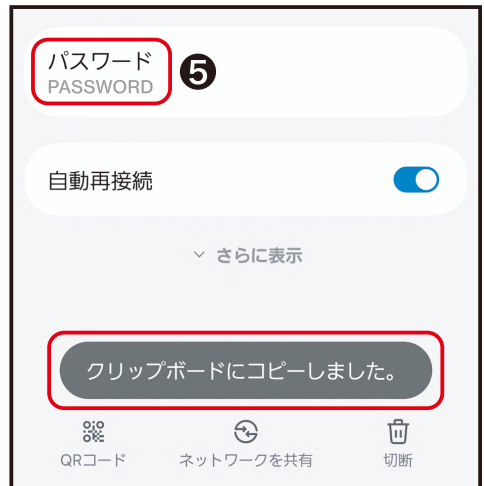 パスワード
PASSWORD
❺
自動再接続
さらに表示
クリップボードにコピーしました。
QRコード
ネットワークを共有
切断